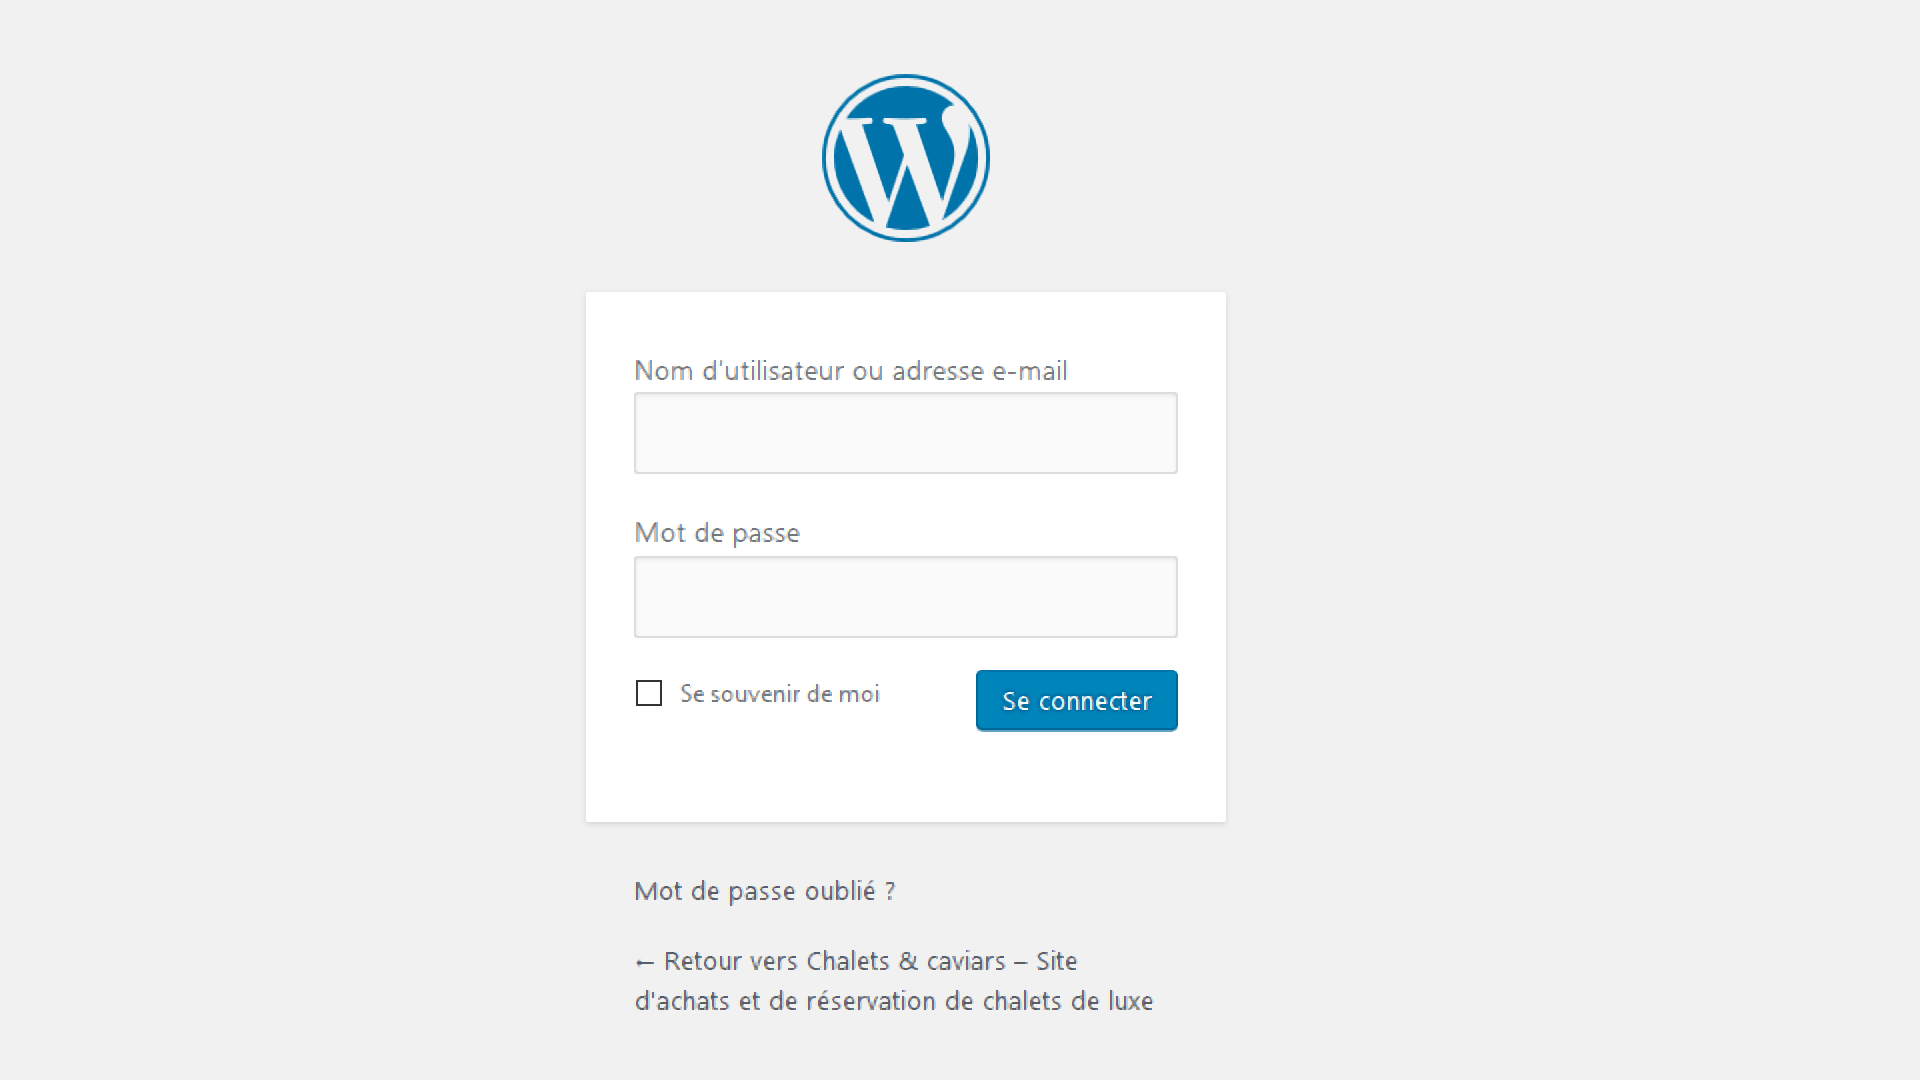 Nom d'utilisateur ou adresse e-mail
Mot de passe
Se souvenir de moi
Se connecter
Mot de passe oublié ?
← Retour vers Chalets & caviars – Site
d'achats et de réservation de chalets de luxe